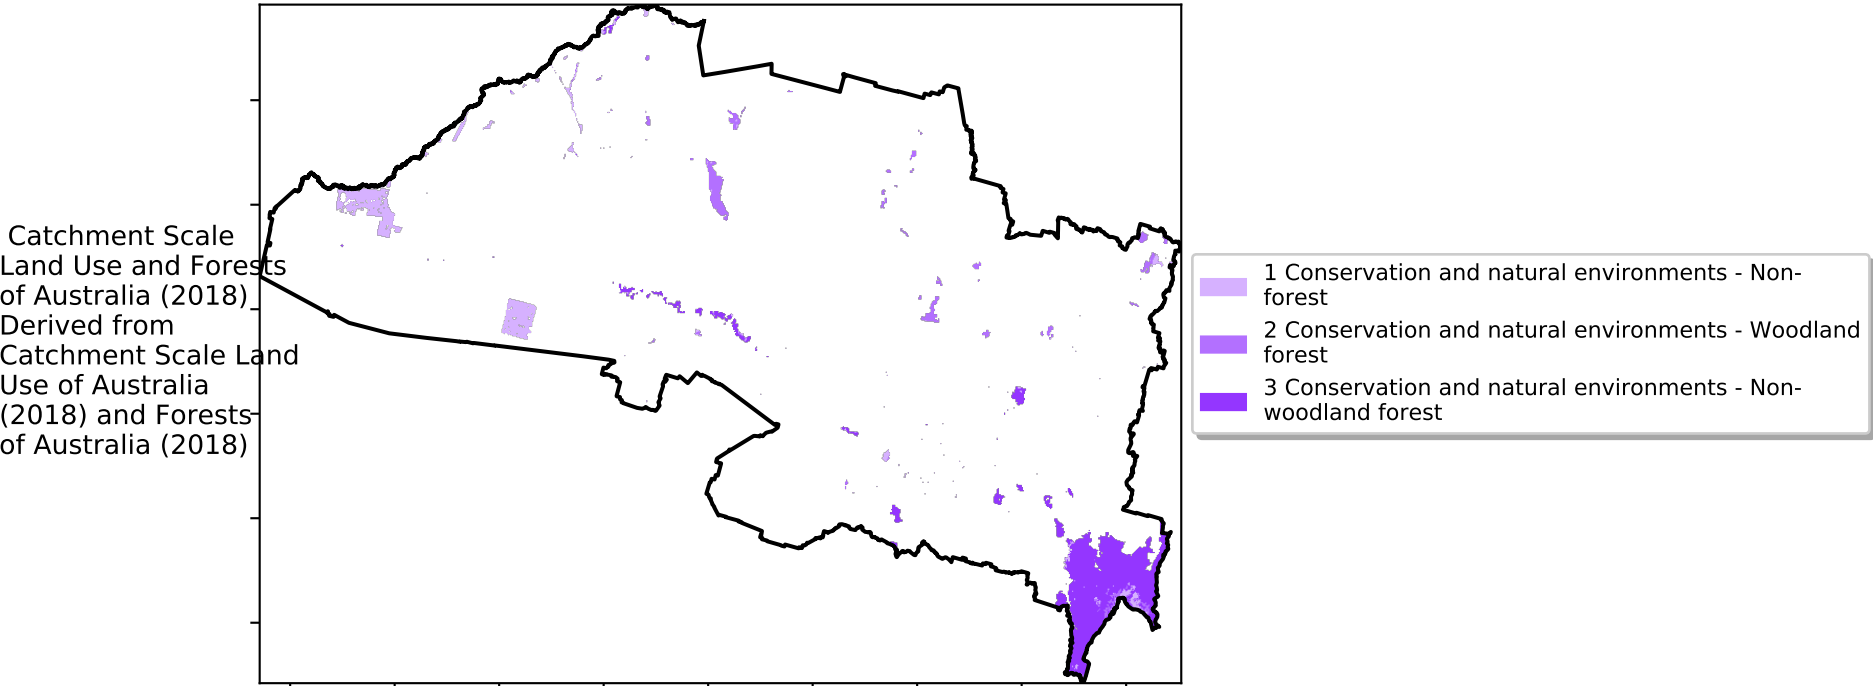 Catchment Scale
Land Use and Forests
of Australia (2018)
Derived from
Catchment Scale Land
Use of Australia
(2018) and Forests
of Australia (2018)
1 Conservation and natural environments - Non-
forest
2 Conservation and natural environments - Woodland
forest
3 Conservation and natural environments - Non-
woodland forest